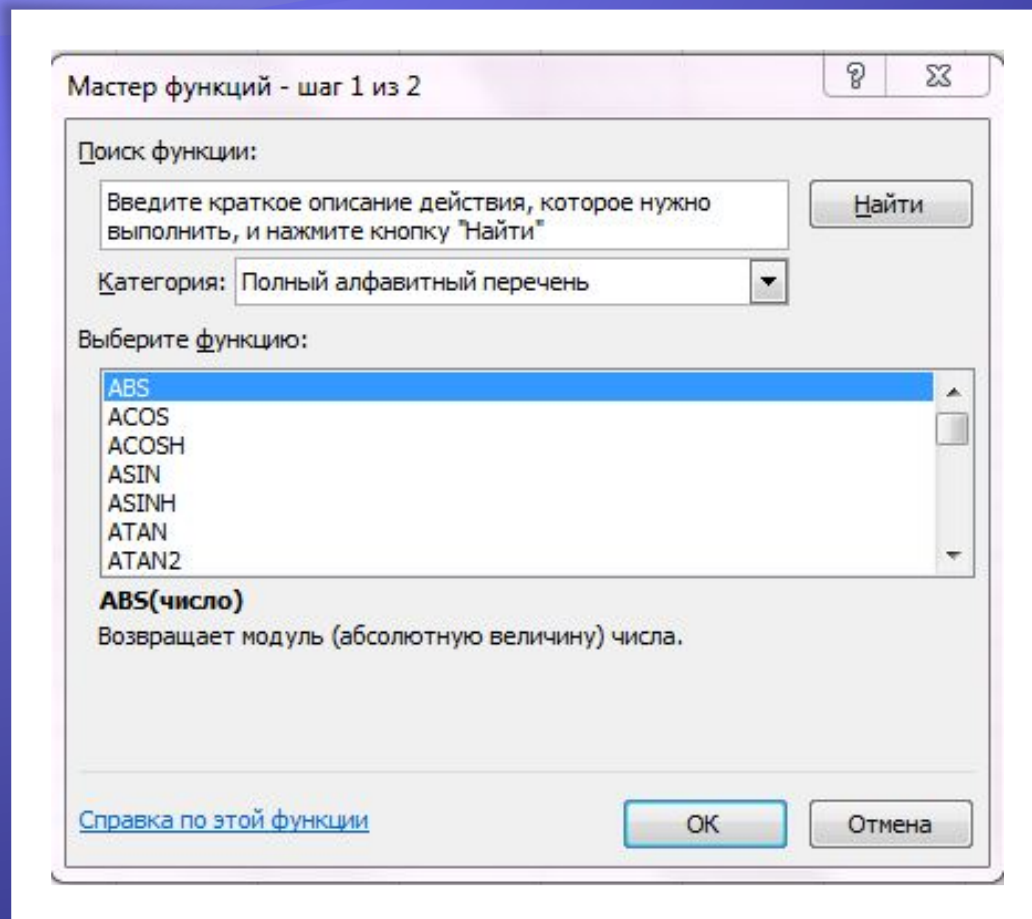 Мастер функций - шаг 1 из 2
Поиск функции:
Введите краткое описание действия, которое нужно
выполнить, и нажмите кнопку "Найти"
Найти
Категория: Полный алфавитный перечень
Выберите функцию:
ABS
ACOS
ACOSH
ASIN
ASINH
ATAN
ATAN2
ABS(число)
Возвращает модуль (абсолютную величину) числа.
Справка по этой функции
ОК
Отмена